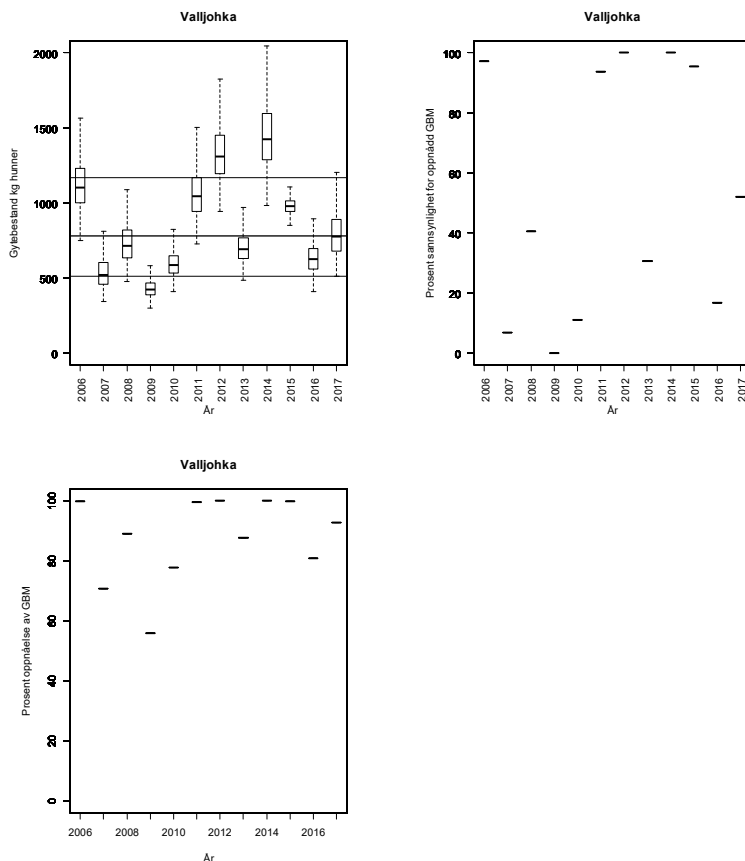 Valljohka
Gytebestand kg hunner
2000
1500
1000
500
0
2006 2007 2008 2009 2010 2011 2012 2013 2014 2015 2016 2017
År
Valljohka
Prosent sannsynlighet for oppnådd GBM
100
80
60
40
20
0
2006 2007 2008 2009 2010 2011 2012 2013 2014 2015 2016 2017
År
Valljohka
Prosent oppnåelse av GBM
100
80
60
40
20
0
2006 2008 2010 2012 2014 2016
År